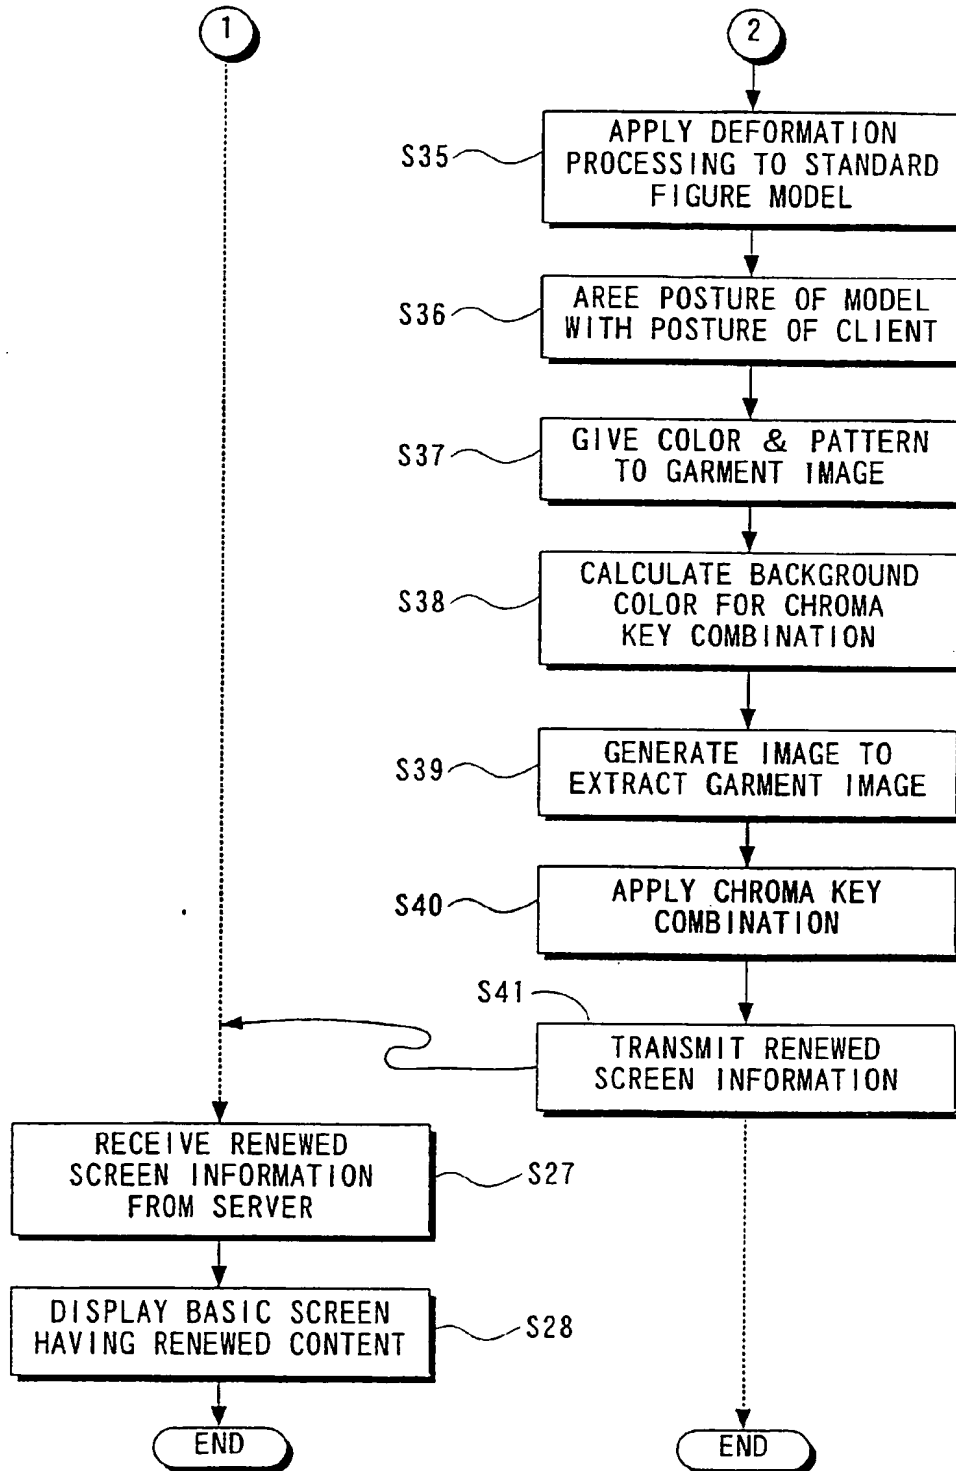 1
2
S35
APPLY DEFORMATION
PROCESSING TO STANDARD
FIGURE MODEL
S36
AREE POSTURE OF MODEL
WITH POSTURE OF CLIENT
S37
GIVE COLOR & PATTERN
TO GARMENT IMAGE
S38
CALCULATE BACKGROUND
COLOR FOR CHROMA
KEY COMBINATION
S39
GENERATE IMAGE TO
EXTRACT GARMENT IMAGE
S40
APPLY CHROMA KEY
COMBINATION
S41
TRANSMIT RENEWED
SCREEN INFORMATION
RECEIVE RENEWED
SCREEN INFORMATION
FROM SERVER
S27
DISPLAY BASIC SCREEN
HAVING RENEWED CONTENT
S28
END
END